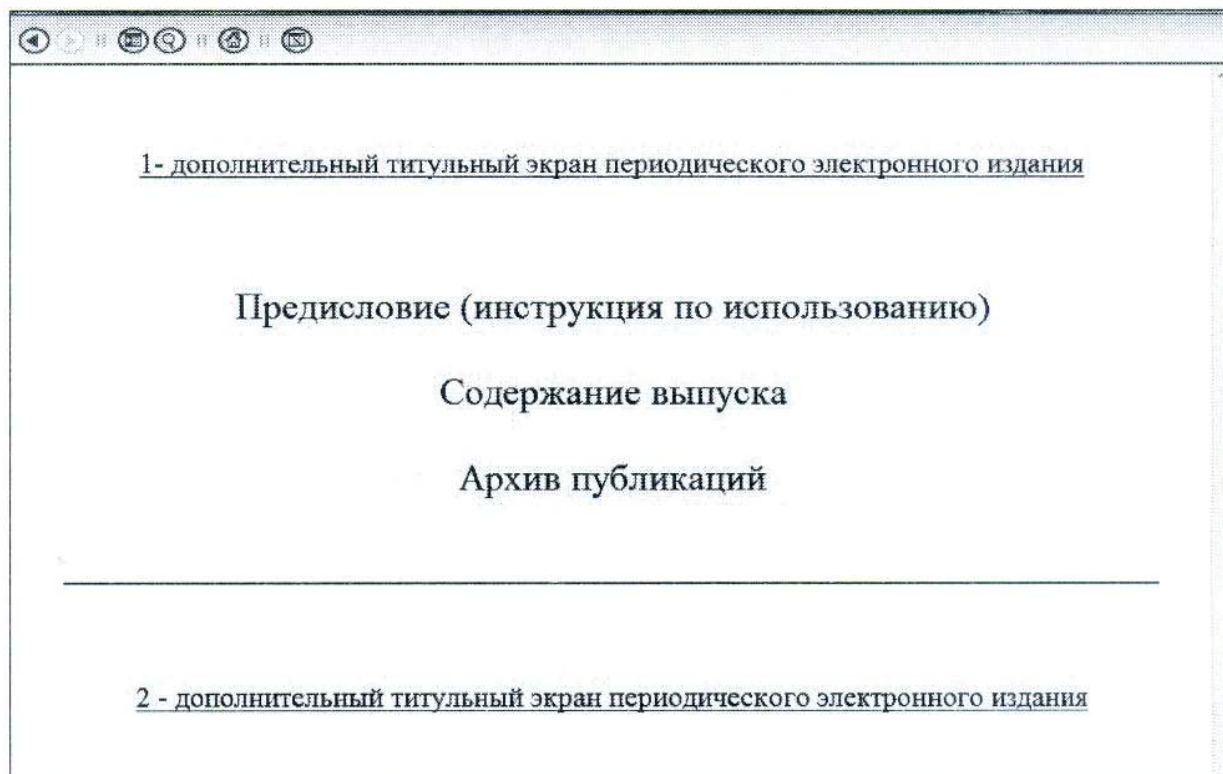 1- дополнительный титульный экран периодического электронного издания
Предисловие (инструкция по использованию)
Содержание выпуска
Архив публикаций
2 - дополнительный титульный экран периодического электронного издания